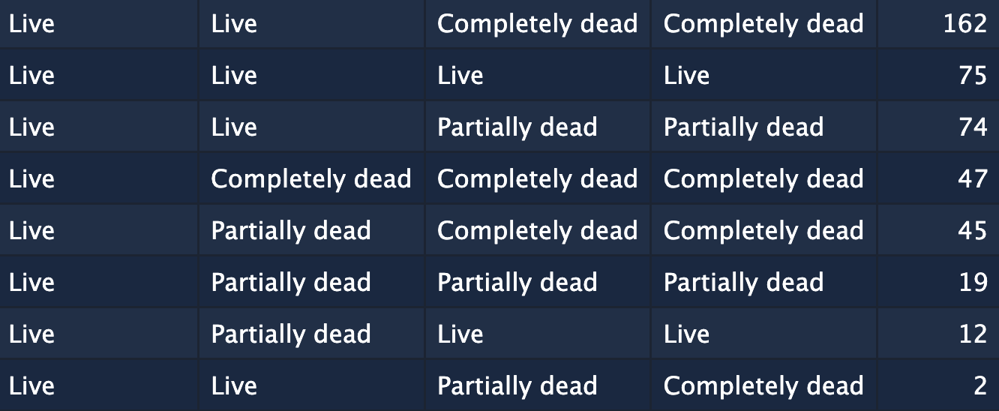 Live Live Completely dead Completely dead 162
Live Live Live Live 75
Live Live Partially dead Partially dead 74
Live Completely dead Completely dead Completely dead 47
Live Partially dead Completely dead Completely dead 45
Live Partially dead Partially dead Partially dead 19
Live Partially dead Live Live 12
Live Live Partially dead Completely dead 2